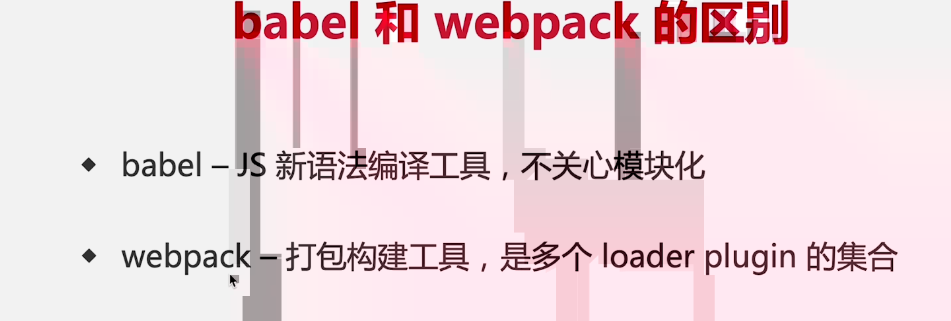 babel 和 webpack 的区别
babel – JS 新语法编译工具，不关心模块化
webpack – 打包构建工具，是多个 loader plugin 的集合